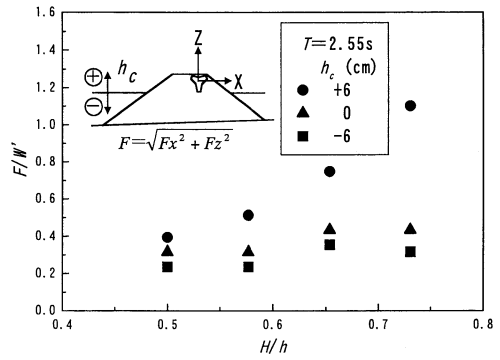 1.6
1.4
1.2
1.0
0.8
0.6
0.4
0.2
0.0
F/W'
0.4 0.5 0.6 0.7 0.8
H/h
Z
X
h_c
+
−
F=√Fx² + Fz²
T=2.55s
h_c (cm)
● +6
▲ 0
■ -6